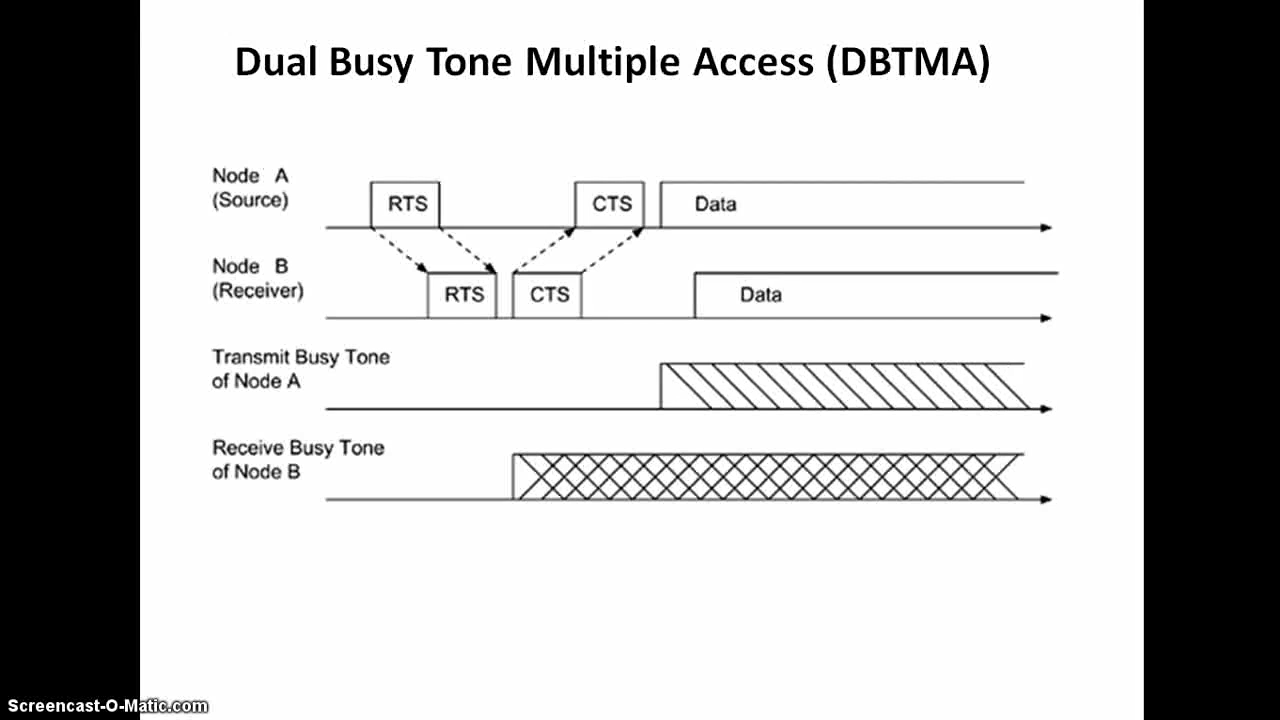 Dual Busy Tone Multiple Access (DBTMA)
Node A
(Source)
RTS
CTS
Data
Node B
(Receiver)
RTS
CTS
Data
Transmit Busy Tone
of Node A
Receive Busy Tone
of Node B
Screencast-O-Matic.com